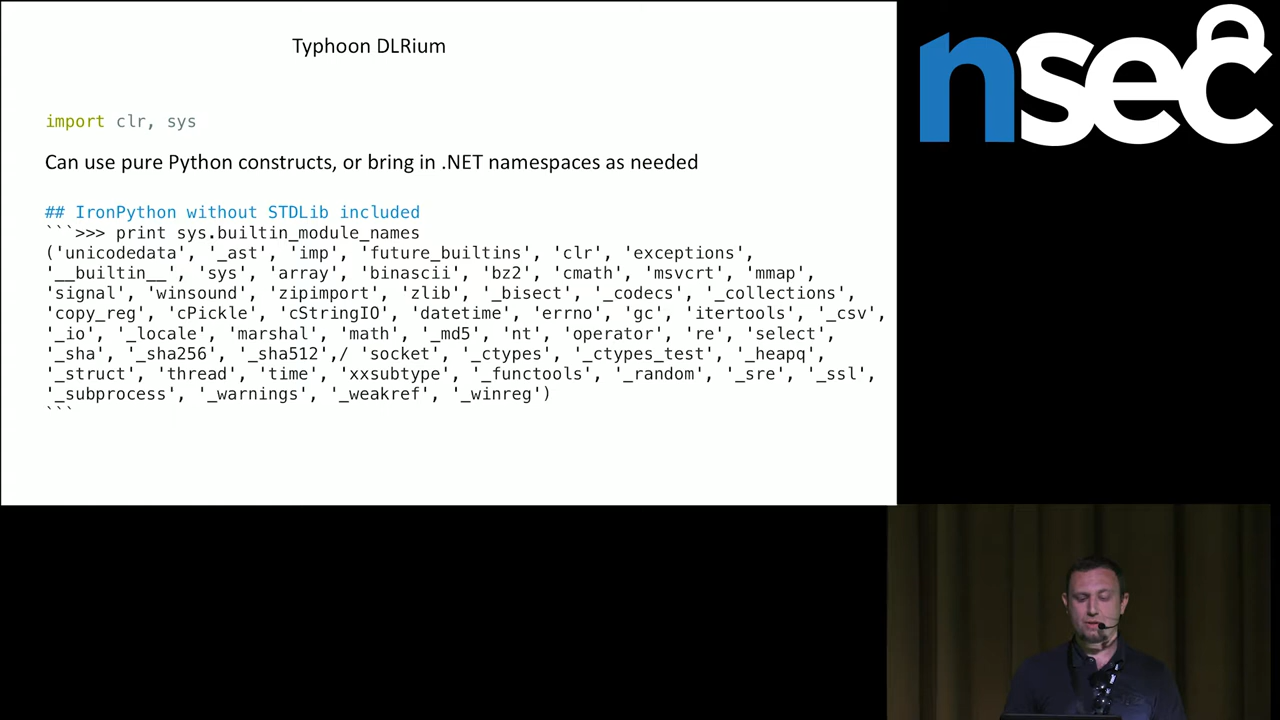 Typhoon DLRium
import clr, sys
Can use pure Python constructs, or bring in .NET namespaces as needed
## IronPython without STDLib included
```>>> print sys.builtin_module_names
('unicodedata', '_ast', 'imp', 'future_builtins', 'clr', 'exceptions',
'__builtin__', 'sys', 'array', 'binascii', 'bz2', 'cmath', 'msvcrt', 'mmap',
'signal', 'winsound', 'zipimport', 'zlib', '_bisect', '_codecs', '_collections',
'copy_reg', 'cPickle', 'cStringIO', 'datetime', 'errno', 'gc', 'itertools', '_csv',
'_io', '_locale', 'marshal', 'math', '_md5', 'nt', 'operator', 're', 'select',
'_sha', '_sha256', '_sha512',/ 'socket', '_ctypes', '_ctypes_test', '_heapq',
'_struct', 'thread', 'time', 'xxsubtype', '_functools', '_random', '_sre', '_ssl',
'_subprocess', '_warnings', '_weakref', '_winreg')
```
nsec